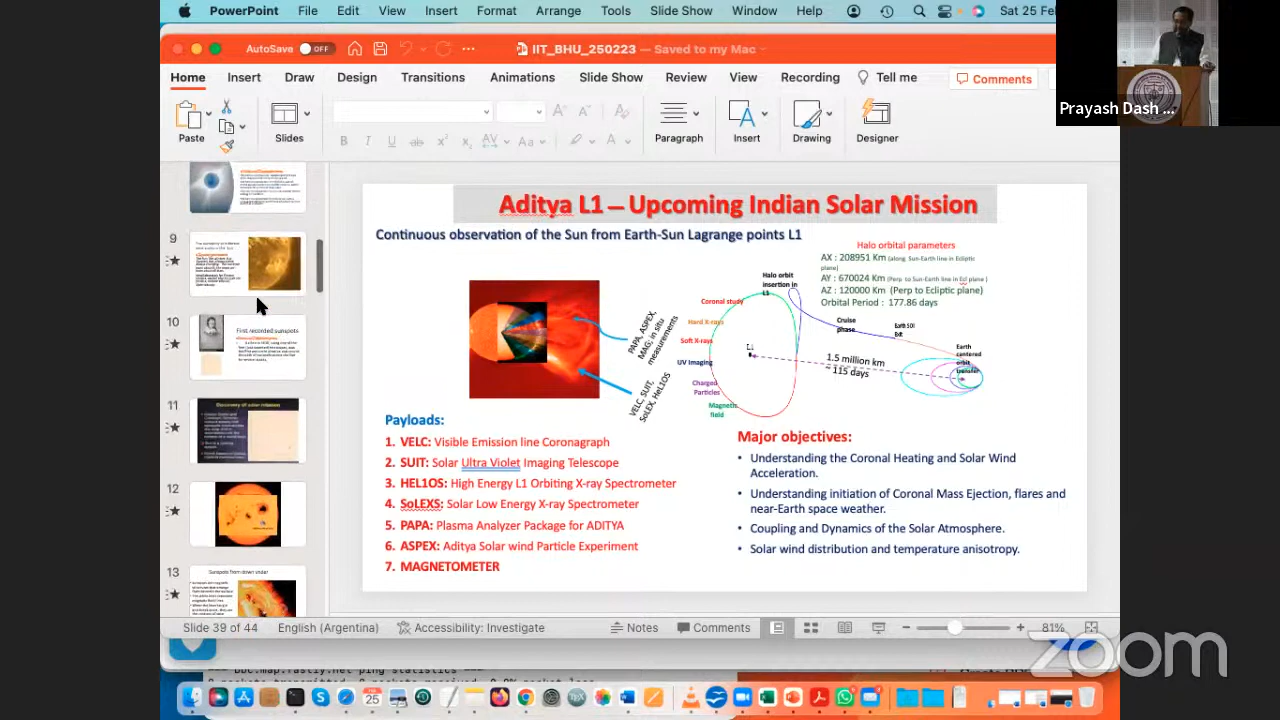 PowerPoint File Edit View Insert Format Arrange Tools Window Help Sat 25 Feb
AutoSave OFF IIT_BHU_250223 — Saved to my Mac
Home Insert Draw Design Transitions Animations Slide Show Review View Recording Tell me Comments
Paste Slides Paragraph Insert Drawing Designer
Prayash Dash ...
9
10
First recorded sunspots
11
Discovery of solar mission
12
13
Sunspots from down under
Aditya L1 — Upcoming Indian Solar Mission
Continuous observation of the Sun from Earth-Sun Lagrange points L1
Halo orbital parameters
AX : 208951 Km (along Sun-Earth line in Ecliptic
plane)
AY : 670024 Km (Perp to Sun-Earth line in Ecl plane )
AZ : 120000 Km (Perp to Ecliptic plane)
Orbital Period : 177.86 days
Halo orbit
insertion in
L1
Coronal study
Hard X-rays
Soft X-rays
UV Imaging
Charged
Particles
Magnetic
field
L1
Cruise
phase
Earth SOI
Exit
Earth
centered
orbit
transfer
1.5 million km
~ 115 days
PAPA, ASPEX,
MAG; in situ
measurements
VELC, SUIT,
Payloads:
1. VELC: Visible Emission line Coronagraph
2. SUIT: Solar Ultra Violet Imaging Telescope
3. HEL1OS: High Energy L1 Orbiting X-ray Spectrometer
4. SoLEXS: Solar Low Energy X-ray Spectrometer
5. PAPA: Plasma Analyzer Package for ADITYA
6. ASPEX: Aditya Solar wind Particle Experiment
7. MAGNETOMETER
Major objectives:
• Understanding the Coronal Heating and Solar Wind
Acceleration.
• Understanding initiation of Coronal Mass Ejection, flares and
near-Earth space weather.
• Coupling and Dynamics of the Solar Atmosphere.
• Solar wind distribution and temperature anisotropy.
Slide 39 of 44 English (Argentina) Accessibility: Investigate Notes Comments 81%
zoom